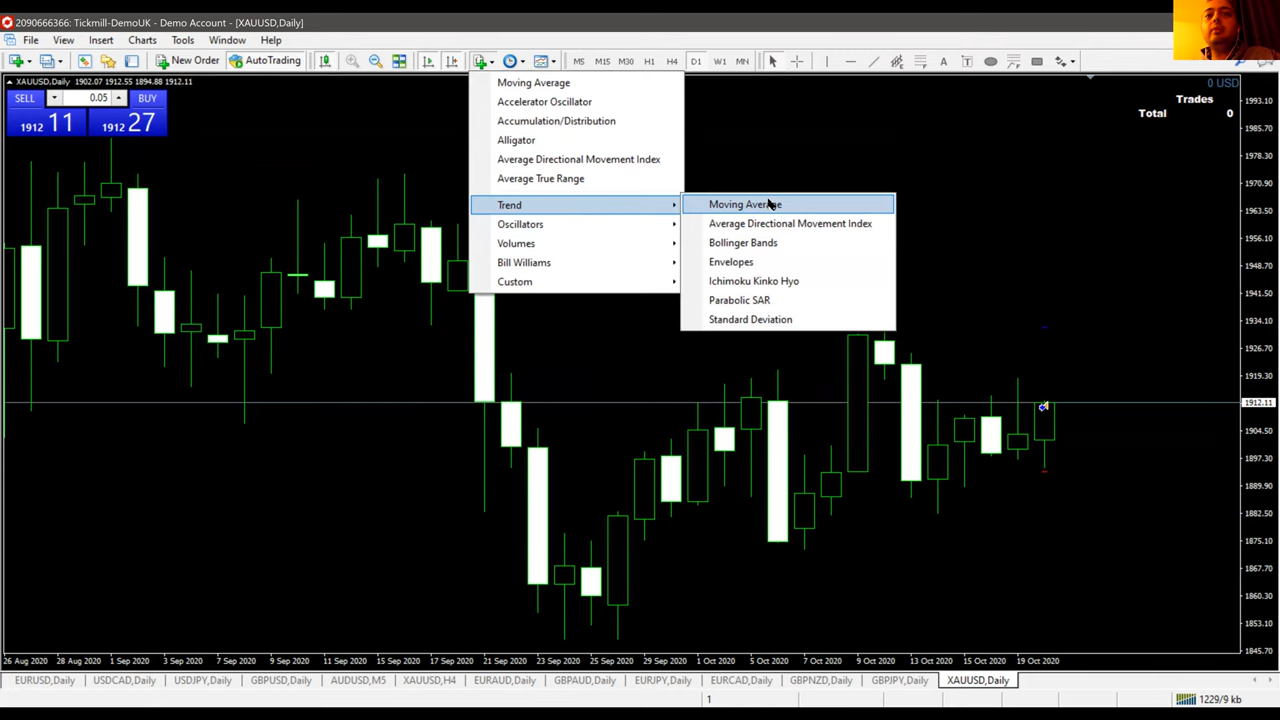 2090666366: Tickmill-DemoUK - Demo Account - [XAUUSD,Daily]
File View Insert Charts Tools Window Help
New Order AutoTrading M5 M15 M30 H1 H4 D1 W1 MN
XAUUSD,Daily 1902.07 1912.55 1894.88 1912.11
SELL 0.05 BUY
1912 11 1912 27
0 USD
Trades
Total 0
Moving Average
Accelerator Oscillator
Accumulation/Distribution
Alligator
Average Directional Movement Index
Average True Range
Trend
Oscillators
Volumes
Bill Williams
Custom
Moving Average
Average Directional Movement Index
Bollinger Bands
Envelopes
Ichimoku Kinko Hyo
Parabolic SAR
Standard Deviation
1993.10
1985.70
1978.30
1970.90
1963.50
1956.10
1948.90
1941.50
1934.10
1926.70
1919.30
1912.11
1904.50
1897.30
1889.90
1882.50
1875.10
1867.70
1860.30
1853.10
1845.70
26 Aug 2020 28 Aug 2020 1 Sep 2020 3 Sep 2020 7 Sep 2020 9 Sep 2020 11 Sep 2020 15 Sep 2020 17 Sep 2020 21 Sep 2020 23 Sep 2020 25 Sep 2020 29 Sep 2020 1 Oct 2020 5 Oct 2020 7 Oct 2020 9 Oct 2020 13 Oct 2020 15 Oct 2020 19 Oct 2020
EURUSD,Daily USDCAD,Daily USDJPY,Daily GBPUSD,Daily AUDUSD,M5 XAUUSD,H4 EURAUD,Daily GBPAUD,Daily EURJPY,Daily EURCAD,Daily GBPNZD,Daily GBPJPY,Daily XAUUSD,Daily
1 1229/9 kb